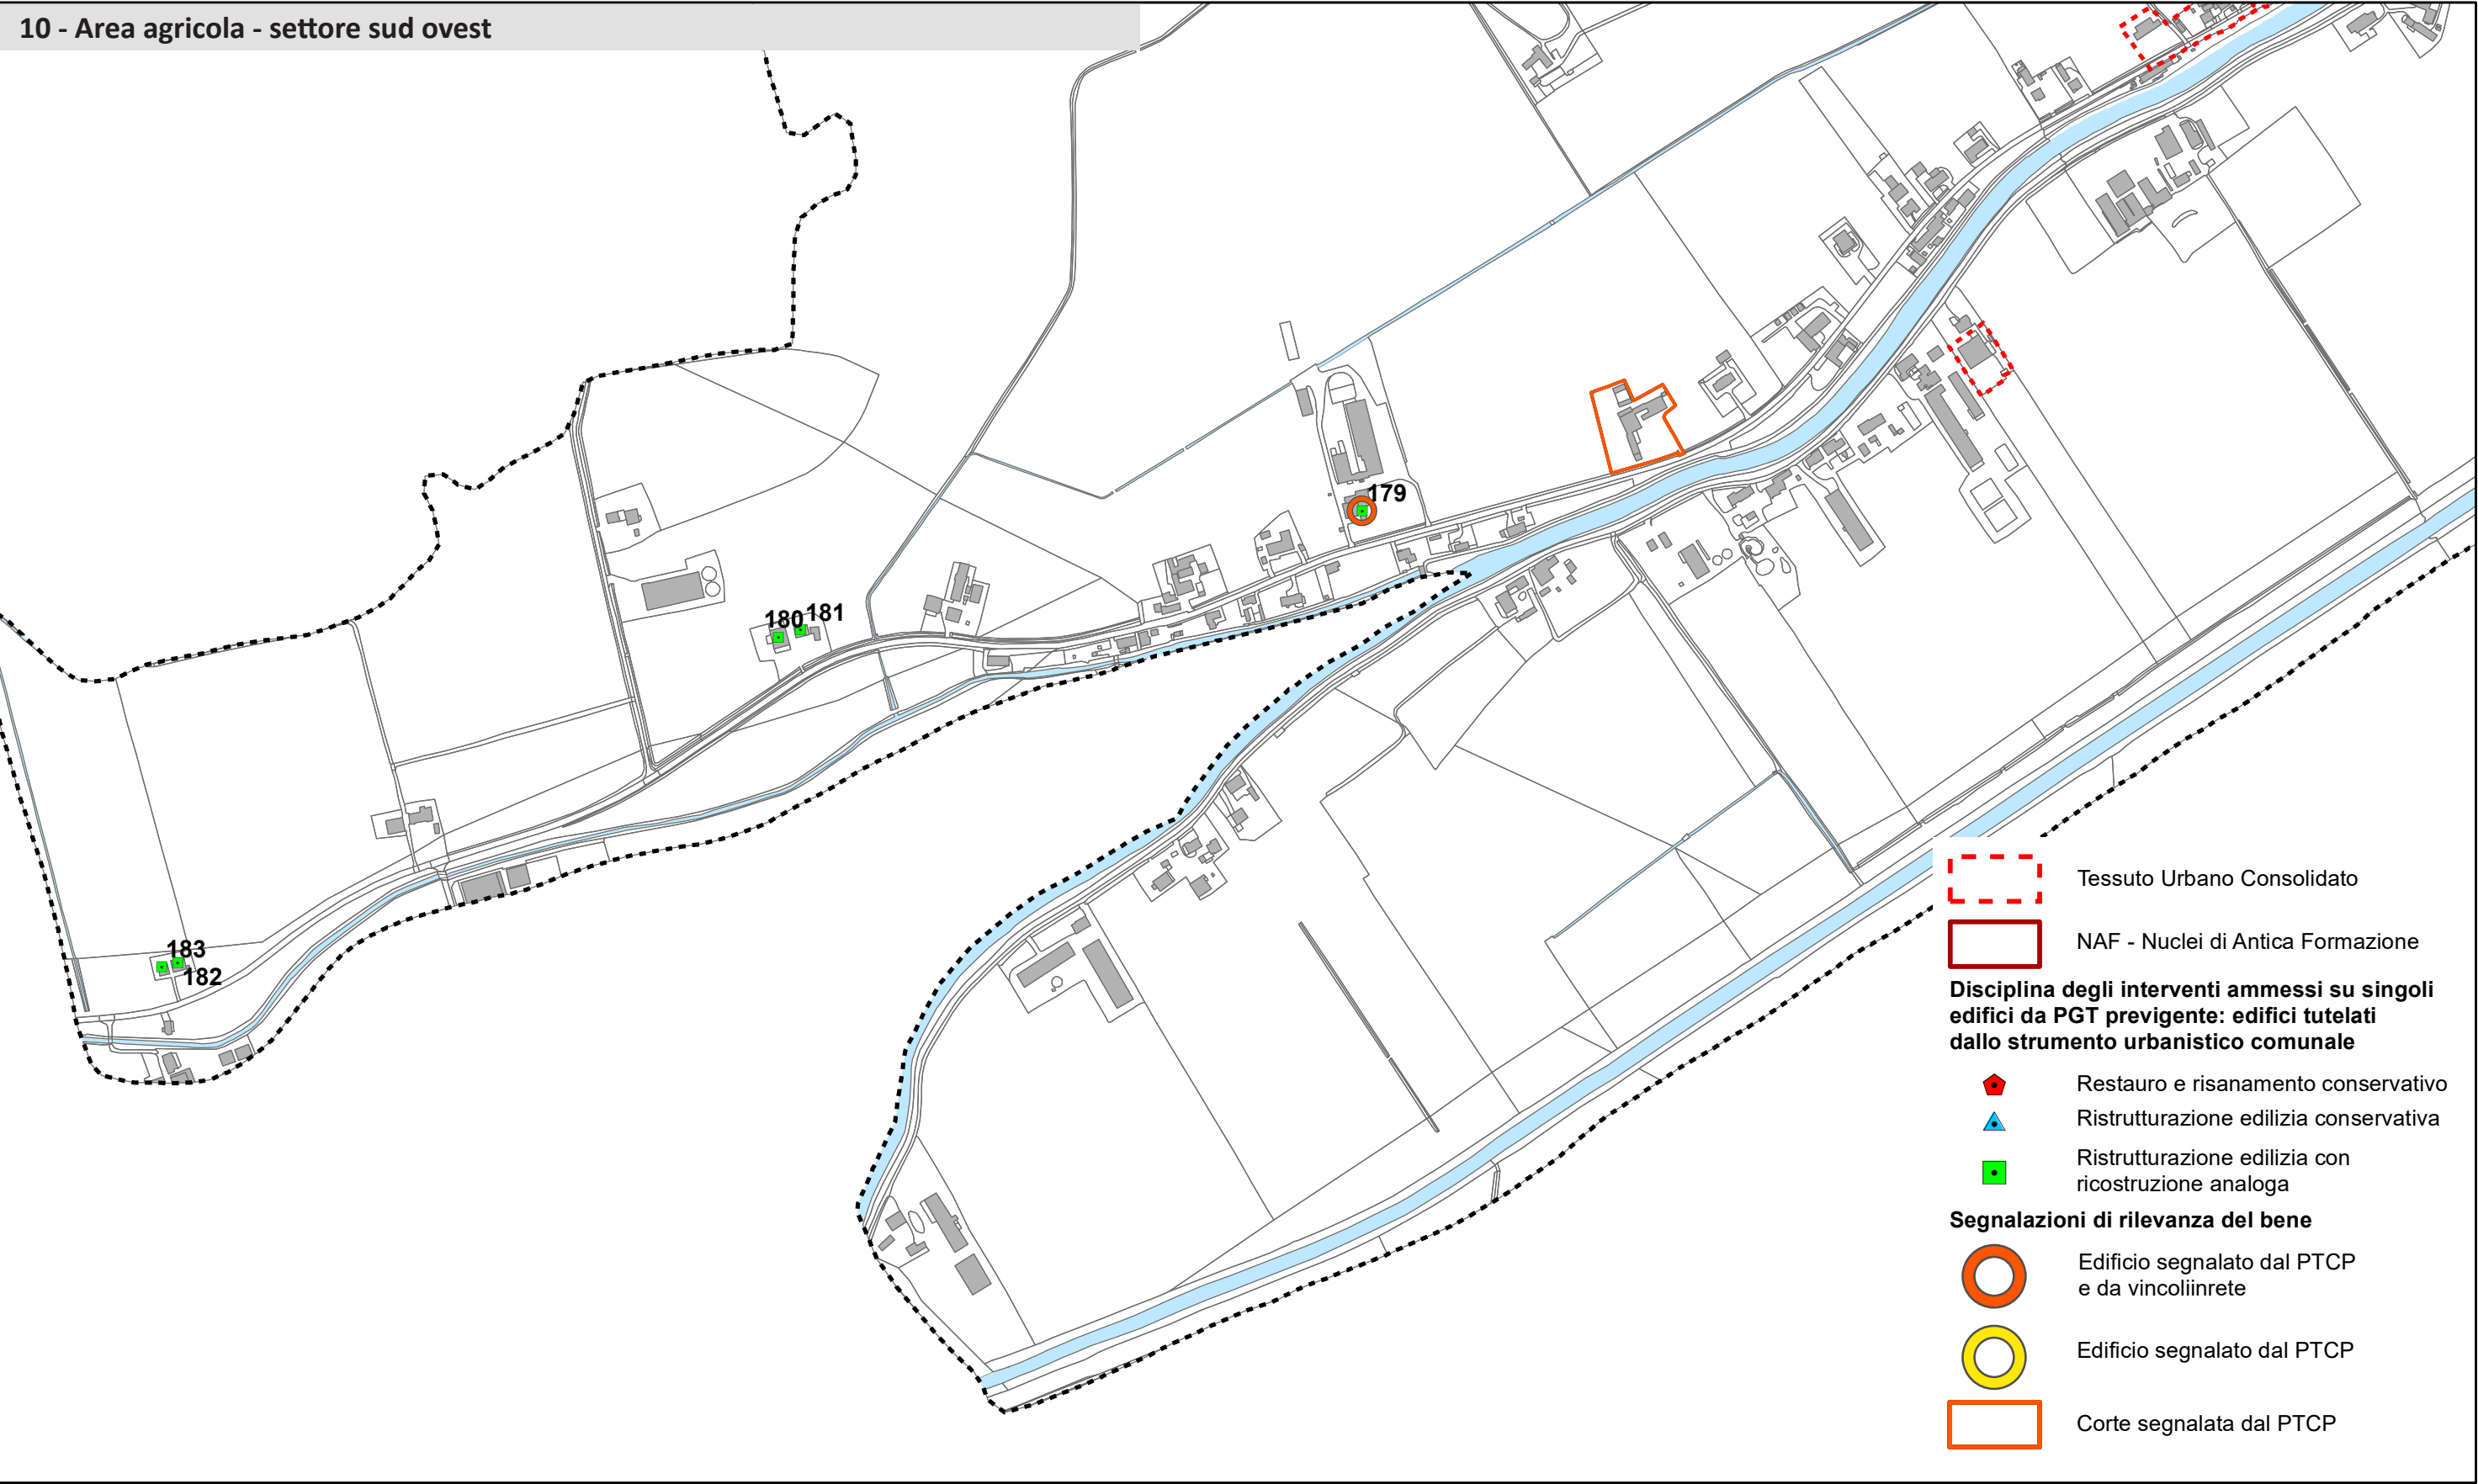 10 - Area agricola - settore sud ovest
179
180
181
183
182
Tessuto Urbano Consolidato
NAF - Nuclei di Antica Formazione
Disciplina degli interventi ammessi su singoli
edifici da PGT previgente: edifici tutelati
dallo strumento urbanistico comunale
Restauro e risanamento conservativo
Ristrutturazione edilizia conservativa
Ristrutturazione edilizia con
ricostruzione analoga
Segnalazioni di rilevanza del bene
Edificio segnalato dal PTCP
e da vincoliinrete
Edificio segnalato dal PTCP
Corte segnalata dal PTCP